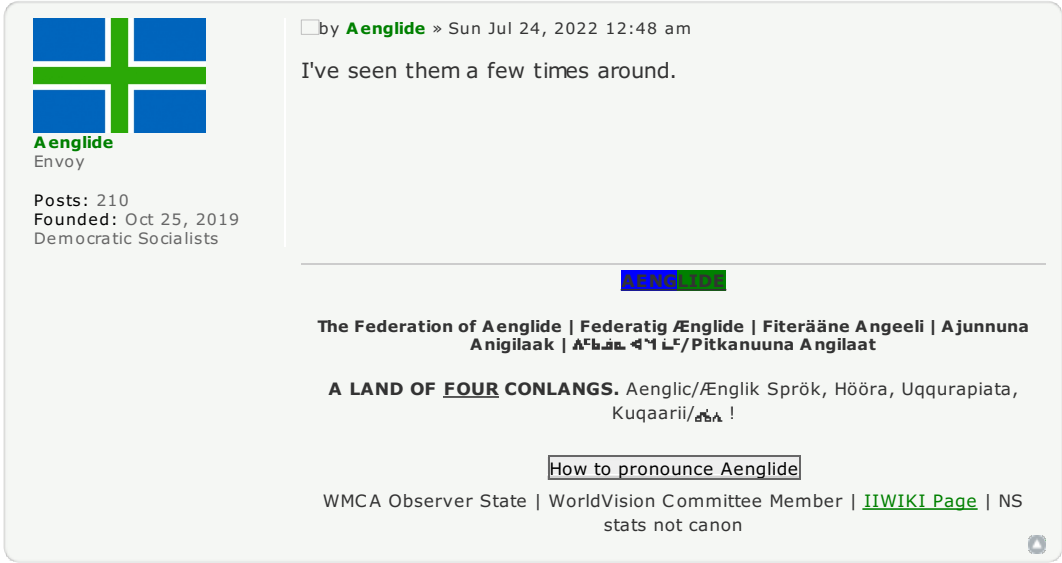 by Aenglide » Sun Jul 24, 2022 12:48 am
I've seen them a few times around.
Aenglide
Envoy
Posts: 210
Founded: Oct 25, 2019
Democratic Socialists
AENGLIDE
The Federation of Aenglide | Federatig Ænglide | Fiterääne Angeeli | Ajunnuna
Anigilaak | /Pitkanuuna Angilaat
A LAND OF FOUR CONLANGS. Aenglic/Ænglik Sprök, Hööra, Uqqurapiata,
Kuqaarii/ !
How to pronounce Aenglide
WMCA Observer State | WorldVision Committee Member | IIWIKI Page | NS
stats not canon